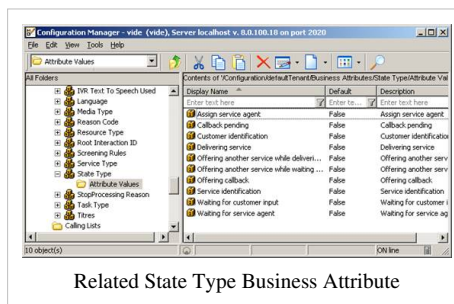 Configuration Manager - vide (vide), Server localhost v. 8.0.100.18 on port 2020
File Edit View Tools Help
Attribute Values
All Folders
Contents of '/Configuration/defaultTenant/Business Attributes/State Type/Attribute Val
IVR Text To Speech Used
Language
Media Type
Reason Code
Resource Type
Root Interaction ID
Screening Rules
Service Type
State Type
Attribute Values
StopProcessing Reason
Task Type
Titres
Calling Lists
Display Name Default Description
Enter text here Enter te... Enter text here
Assign service agent False Assign service agent
Callback pending False Callback pending
Customer identification False Customer identification
Delivering service False Delivering service
Offering another service while deliveri... False Offering another serv
Offering another service while waiting ... False Offering another serv
Offering callback False Offering callback
Service identification False Service identification
Waiting for customer input False Waiting for customer i
Waiting for service agent False Waiting for service ag
10 object(s) ON line
Related State Type Business Attribute